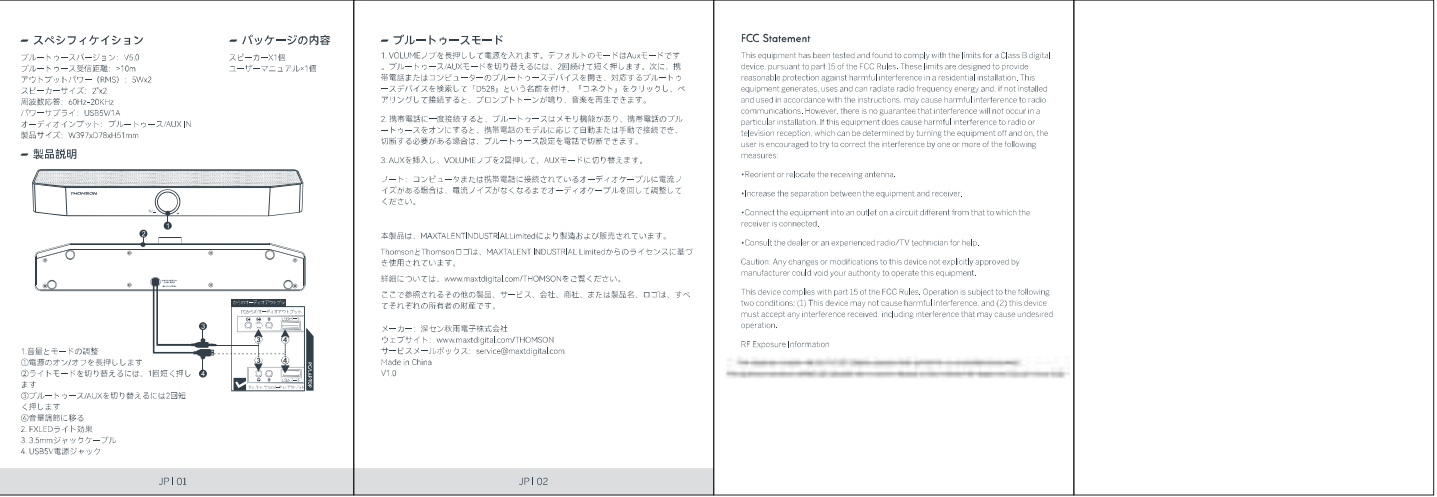 スペシフィケイション
ブルートゥースバージョン： V5.0
ブルートゥース受信距離: >10m
アウトプットパワー（RMS）： 5Wx2
スピーカーサイズ： 2"x2
周波数応答： 60Hz-20KHz
パワーサプライ： USB5V/1A
オーディオインプット：ブルートゥース/AUX IN
製品サイズ： W397xD78xH51mm
パッケージの内容
スピーカーX1個
ユーザーマニュアル×1個
製品説明
THOMSON
1
2
PCからのオーディオアウトプット
3
4
1.音量とモードの調整
①電源のオン/オフを長押しします
②ライトモードを切り替えるには、1回短く押し
ます
③ブルートゥース/AUXを切り替えるには2回短
く押します
④音量調節に移る
2. FXLEDライト効果
3. 3.5mmジャックケーブル
4. USB5V電源ジャック
JP | 01
ブルートゥースモード
1. VOLUMEノブを長押しして電源を入れます。デフォルトのモードはAuxモードです
。ブルートゥース/AUXモードを切り替えるには、2回続けて短く押します。次に、携
帯電話またはコンピューターのブルートゥースデバイスを開き、対応するブルートゥ
ースデバイスを検索して「D528」という名前を付け、「コネクト」をクリックし、ペ
アリングして接続すると、プロンプトトーンが鳴り、音楽を再生できます。
2. 携帯電話に一度接続すると、ブルートゥースはメモリ機能があり、携帯電話のブル
ートゥースをオンにすると、携帯電話のモデルに応じて自動または手動で接続でき、
切断する必要がある場合は、ブルートゥース設定を電話で切断できます。
3. AUXを挿入し、VOLUMEノブを2回押して、AUXモードに切り替えます。
ノート: コンピュータまたは携帯電話に接続されているオーディオケーブルに電流ノ
イズがある場合は、電流ノイズがなくなるまでオーディオケーブルを回して調整して
ください。
本製品は、MAXTALENTINDUSTRIALLimitedにより製造および販売されています。
ThomsonとThomsonロゴは、MAXTALENT INDUSTRIAL Limitedからのライセンスに基づ
き使用されています。
詳細については、www.maxtdigital.com/THOMSONをご覧ください。
ここで参照されるその他の製品、サービス、会社、商社、または製品名、ロゴは、すべ
てそれぞれの所有者の財産です。
メーカー：深セン秋雨電子株式会社
ウェブサイト：www.maxtdigital.com/THOMSON
サービスメールボックス：service@maxtdigital.com
Made in China
V1.0
JP | 02
FCC Statement
This equipment has been tested and found to comply with the limits for a Class B digital
device, pursuant to part 15 of the FCC Rules. These limits are designed to provide
reasonable protection against harmful interference in a residential installation. This
equipment generates, uses and can radiate radio frequency energy and, if not installed
and used in accordance with the instructions, may cause harmful interference to radio
communications. However, there is no guarantee that interference will not occur in a
particular installation. If this equipment does cause harmful interference to radio or
television reception, which can be determined by turning the equipment off and on, the
user is encouraged to try to correct the interference by one or more of the following
measures:
•Reorient or relocate the receiving antenna.
•Increase the separation between the equipment and receiver.
•Connect the equipment into an outlet on a circuit different from that to which the
receiver is connected.
•Consult the dealer or an experienced radio/TV technician for help.
Caution: Any changes or modifications to this device not explicitly approved by
manufacturer could void your authority to operate this equipment.
This device complies with part 15 of the FCC Rules. Operation is subject to the following
two conditions: (1) This device may not cause harmful interference, and (2) this device
must accept any interference received, including interference that may cause undesired
operation.
RF Exposure Information